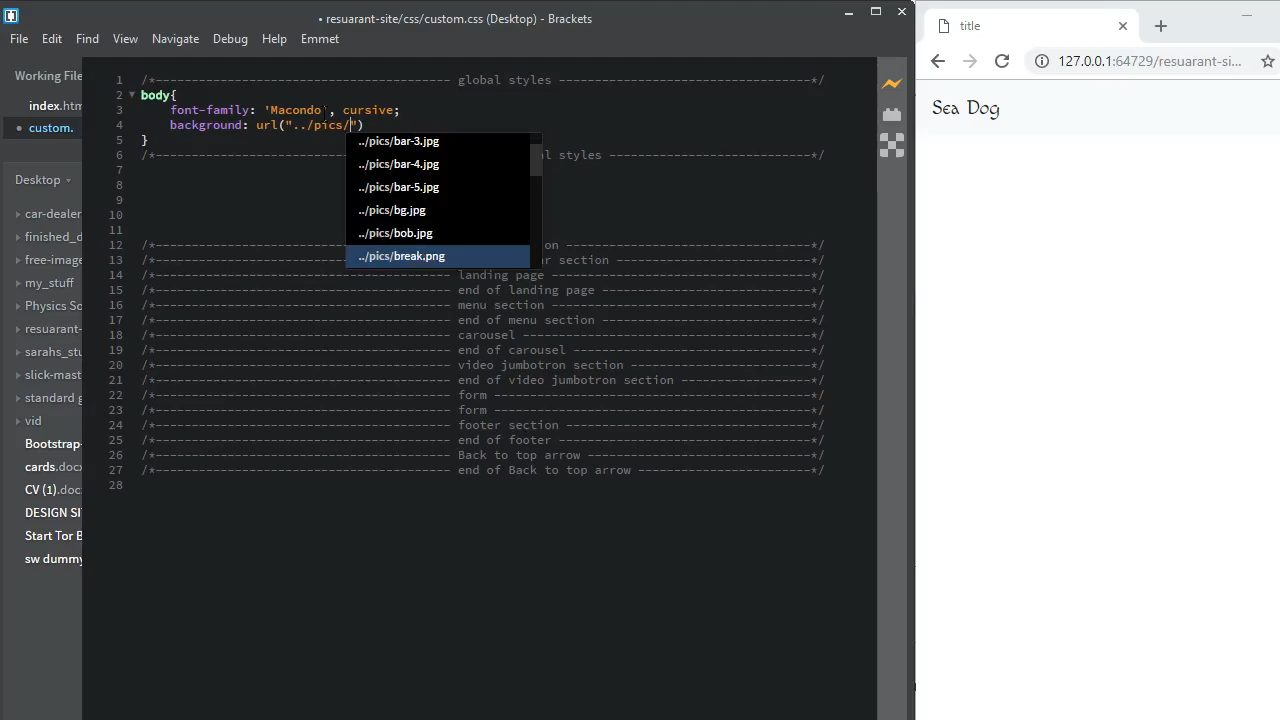 • resuarant-site/css/custom.css (Desktop) - Brackets
File Edit Find View Navigate Debug Help Emmet
Working File
index.htm
• custom.
Desktop
car-dealer
finished_d
free-image
my_stuff
Physics So
resuarant-
sarahs_stu
slick-mast
standard g
vid
Bootstrap-
cards.docx
CV (1).doc
DESIGN SI
Start Tor B
sw dummy
1 /*----------------------------------------- global styles -----------------------------------*/
2 body{
3 font-family: 'Macondo', cursive;
4 background: url("../pics/")
5 }
6 /*----------------------------- al styles -----------------------------*/
7
8
9
10
11
12 /*----------------------------- on -----------------------------------*/
13 /*----------------------------- ar section ----------------------------*/
14 /*----------------------------------------- landing page -------------------------------------*/
15 /*----------------------------------------- end of landing page ------------------------------*/
16 /*----------------------------------------- menu section ------------------------------------*/
17 /*----------------------------------------- end of menu section ------------------------------*/
18 /*----------------------------------------- carousel ----------------------------------------*/
19 /*----------------------------------------- end of carousel ----------------------------------*/
20 /*----------------------------------------- video jumbotron section --------------------------*/
21 /*----------------------------------------- end of video jumbotron section ------------------*/
22 /*----------------------------------------- form --------------------------------------------*/
23 /*----------------------------------------- form --------------------------------------------*/
24 /*----------------------------------------- footer section -----------------------------------*/
25 /*----------------------------------------- end of footer -----------------------------------*/
26 /*----------------------------------------- Back to top arrow --------------------------------*/
27 /*----------------------------------------- end of Back to top arrow ------------------------*/
28
../pics/bar-3.jpg
../pics/bar-4.jpg
../pics/bar-5.jpg
../pics/bg.jpg
../pics/bob.jpg
../pics/break.png
title
127.0.0.1:64729/resuarant-si...
Sea Dog